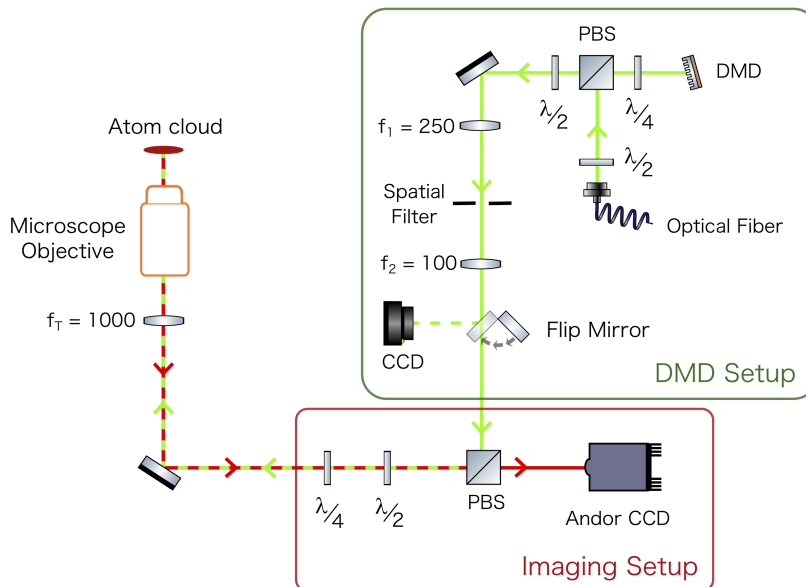 PBS
DMD
λ/2
λ/4
f₁ = 250
λ/2
Atom cloud
Spatial
Filter
Optical Fiber
Microscope
Objective
f₂ = 100
f_T = 1000
Flip Mirror
CCD
DMD Setup
λ/4
λ/2
PBS
Andor CCD
Imaging Setup